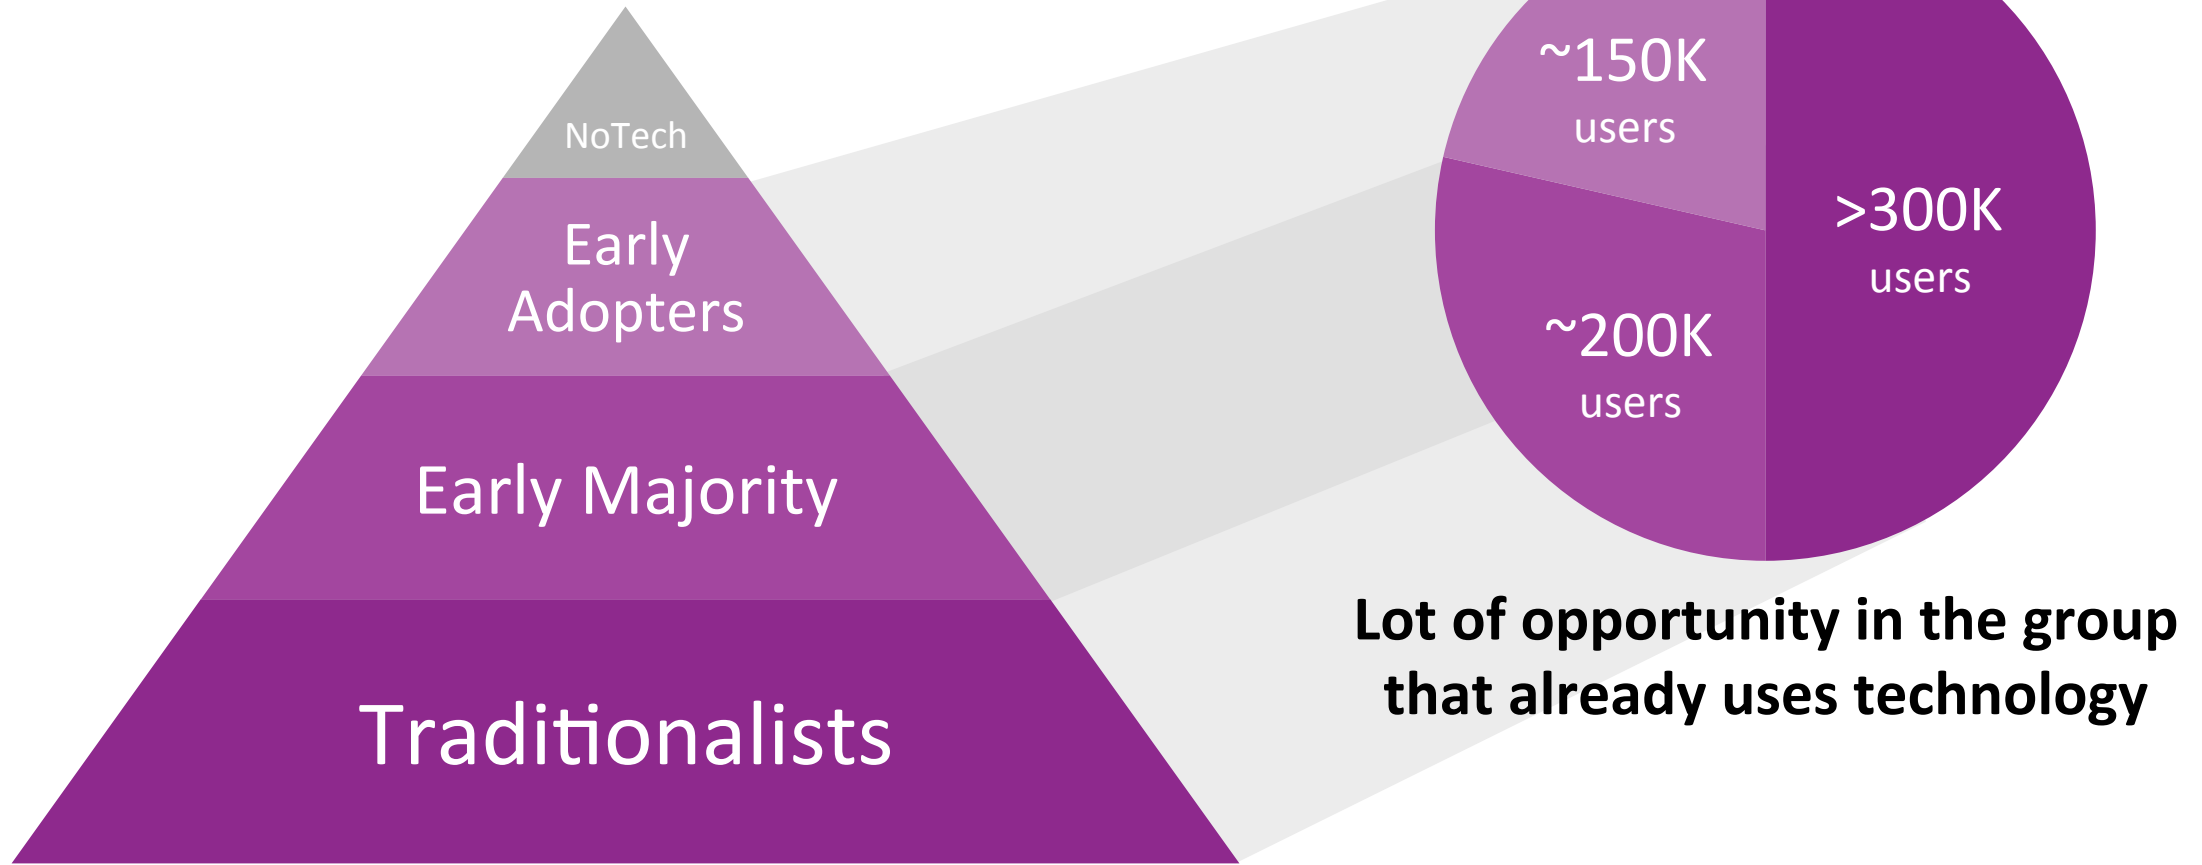 NoTech
Early
Adopters
Early Majority
Traditionalists
~150K
users
>300K
users
~200K
users
Lot of opportunity in the group
that already uses technology